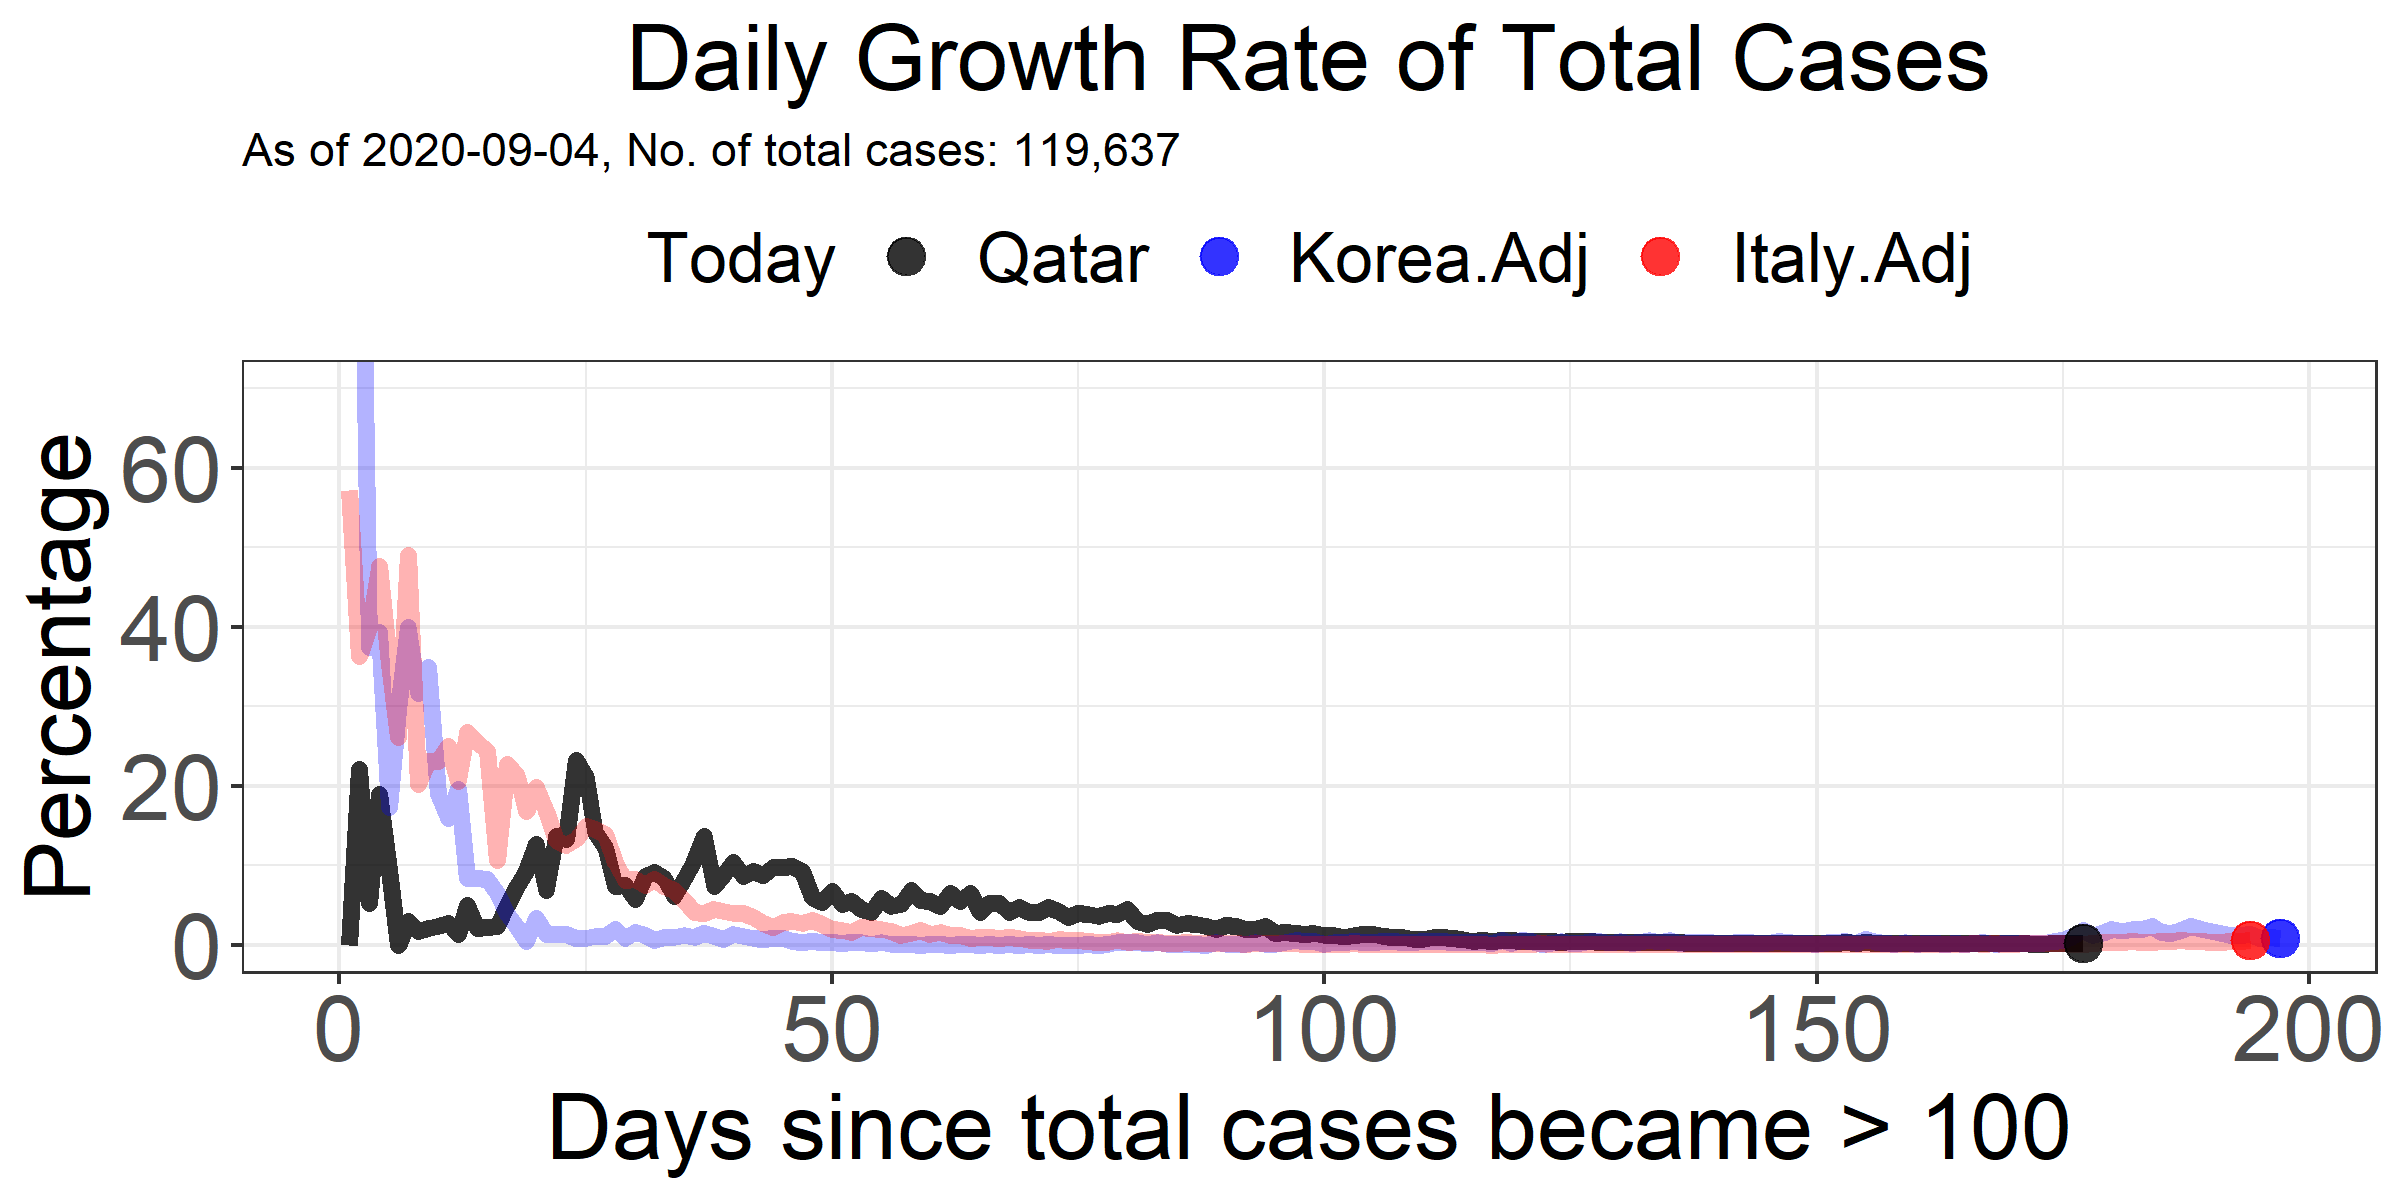 Daily Growth Rate of Total Cases
As of 2020-09-04, No. of total cases: 119,637
Today Qatar Korea.Adj Italy.Adj
Percentage
60
40
20
0
0 50 100 150 200
Days since total cases became > 100